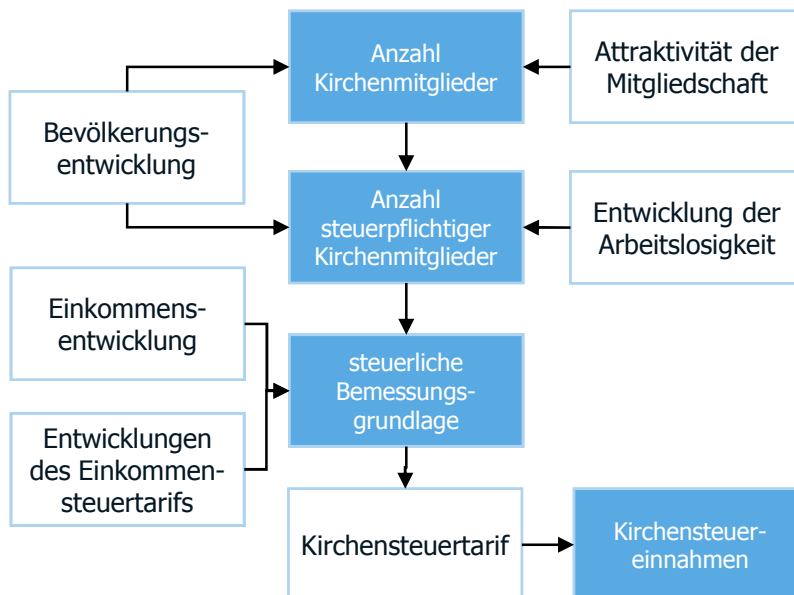 Anzahl
Kirchenmitglieder
Attraktivität der
Mitgliedschaft
Bevölkerungs-
entwicklung
Anzahl
steuerpflichtiger
Kirchenmitglieder
Entwicklung der
Arbeitslosigkeit
Einkommens-
entwicklung
steuerliche
Bemessungs-
grundlage
Entwicklungen
des Einkommen-
steuertarifs
Kirchensteuertarif
Kirchensteuer-
einnahmen